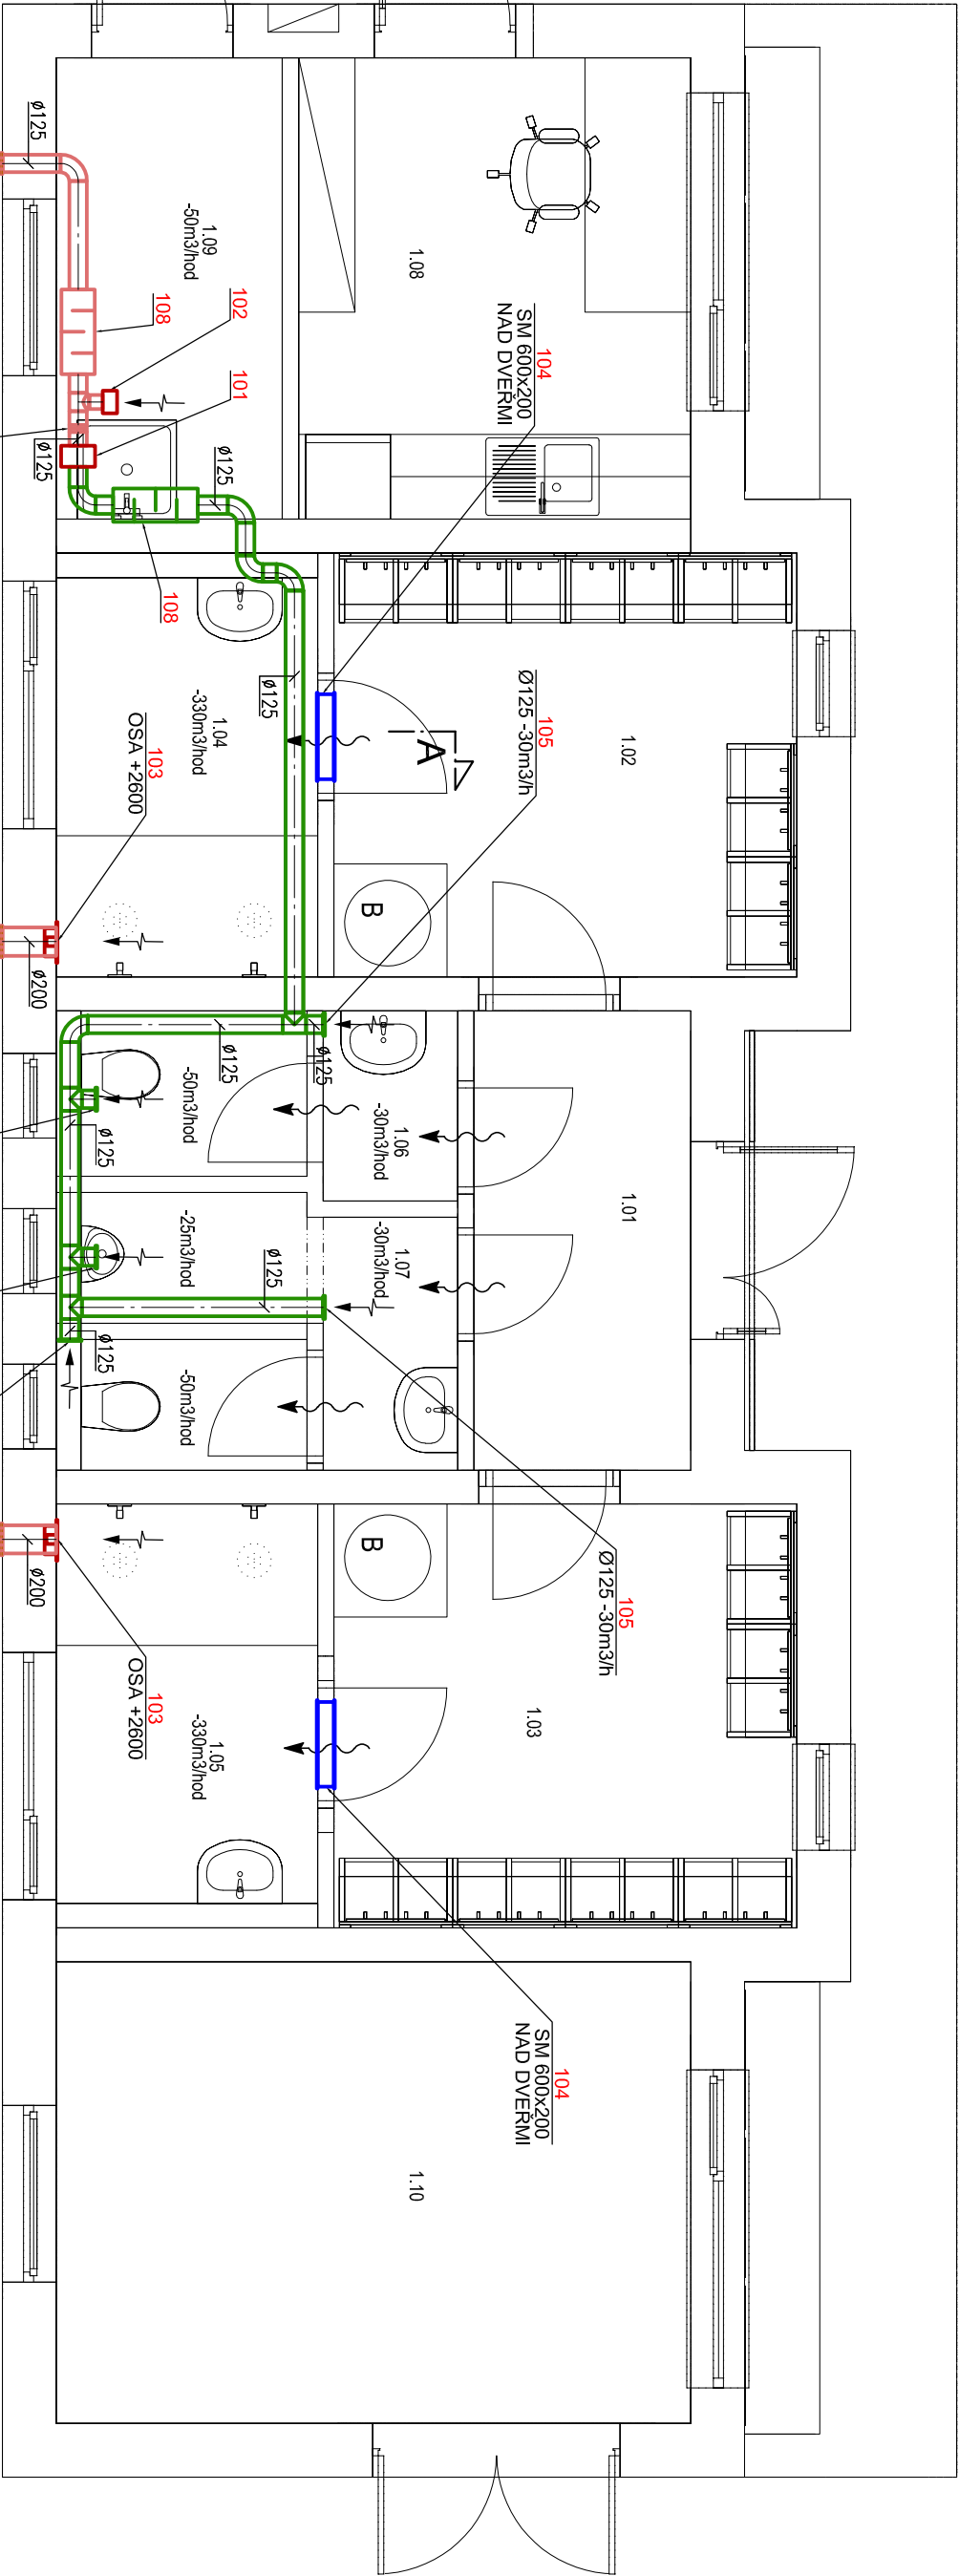 ø125
1.09
-50m3/hod
108
102
101
ø125
ø125
108
1.08
104
SM 600x200
NAD DVEŘMI
ø125
1.04
-330m3/hod
103
OSA +2600
ø200
A
105
Ø125 -30m3/h
1.02
B
ø125
ø125
-50m3/hod
ø125
1.06
-30m3/hod
1.01
-25m3/hod
ø125
1.07
-30m3/hod
ø125
-50m3/hod
B
105
Ø125 -30m3/h
ø200
103
OSA +2600
1.05
-330m3/hod
1.03
104
SM 600x200
NAD DVEŘMI
1.10